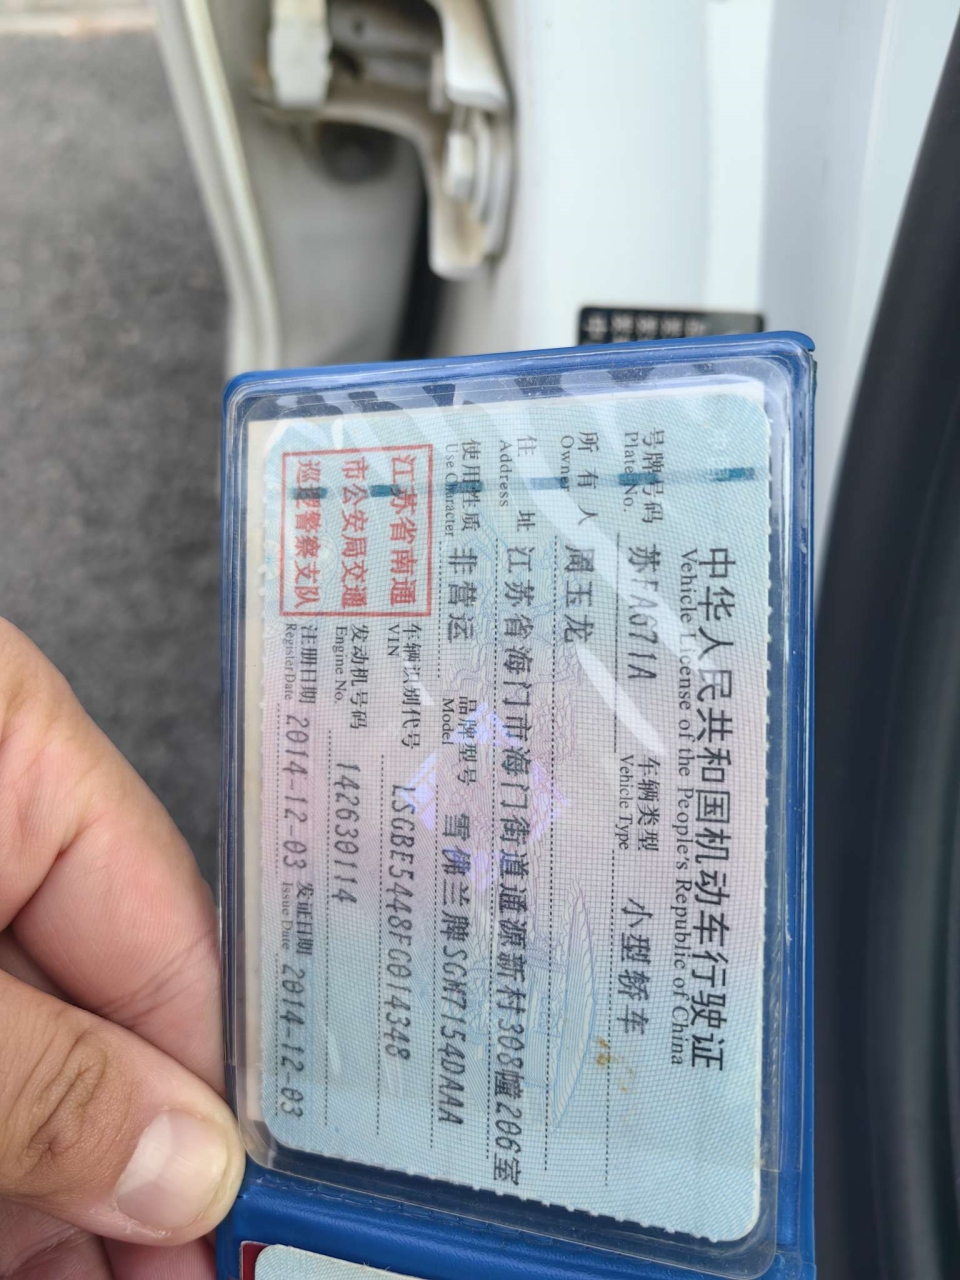 中华人民共和国机动车行驶证
Vehicle License of the People's Republic of China
号牌号码 苏FAG71A 车辆类型 小型轿车
Plate No. Vehicle Type
所有人 周玉龙
Owner
住址 江苏省海门市海门街道通源新村308幢206室
Address
使用性质 非营运 品牌型号 雪佛兰牌SGM7154DAAA
Use Character Model
江苏省南通
市公安局交通
巡逻警察支队
车辆识别代号 LSGBE5448FG014348
VIN
发动机号码 142630114
Engine No.
注册日期 2014-12-03 发证日期 2014-12-03
Register Date Issue Date